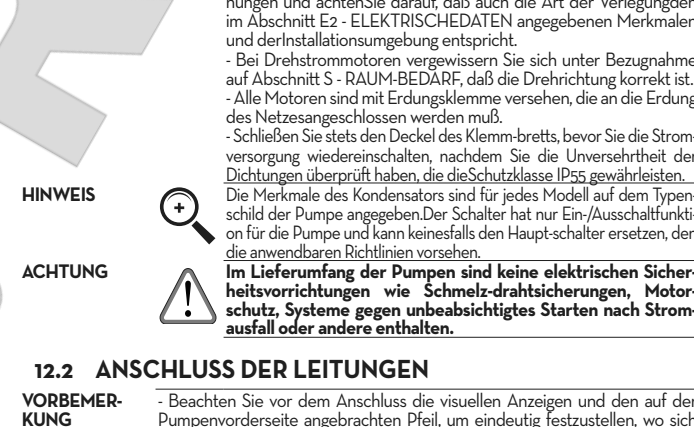 nungen und achtenSie darauf, daß auch die Art der Verlegungder
im Abschnitt E2 - ELEKTRISCHEDATEN angegebenen Merkmalen
und derInstallationsumgebung entspricht.
- Bei Drehstrommotoren vergewissern Sie sich unter Bezugnahme
auf Abschnitt S - RAUM-BEDARF, daß die Drehrichtung korrekt ist.
- Alle Motoren sind mit Erdungsklemme versehen, die an die Erdung
des Netzesangeschlossen werden muß.
- Schließen Sie stets den Deckel des Klemm-bretts, bevor Sie die Strom-
versorgung wiedereinschalten, nachdem Sie die Unversehrtheit der
Dichtungen überprüft haben, die dieSchutzklasse IP55 gewährleisten.
HINWEIS
Die Merkmale des Kondensators sind für jedes Modell auf dem Typen-
schild der Pumpe angegeben.Der Schalter hat nur Ein-/Ausschaltfunkti-
on für die Pumpe und kann keinesfalls den Haupt-schalter ersetzen, den
die anwendbaren Richtlinien vorsehen.
ACHTUNG
Im Lieferumfang der Pumpen sind keine elektrischen Sicher-
heitsvorrichtungen wie Schmelz-drahtsicherungen, Motor-
schutz, Systeme gegen unbeabsichtigtes Starten nach Strom-
ausfall oder andere enthalten.
12.2 ANSCHLUSS DER LEITUNGEN
VORBEMER-
KUNG
- Beachten Sie vor dem Anschluss die visuellen Anzeigen und den auf der
Pumpenvorderseite angebrachten Pfeil, um eindeutig festzustellen, wo sich